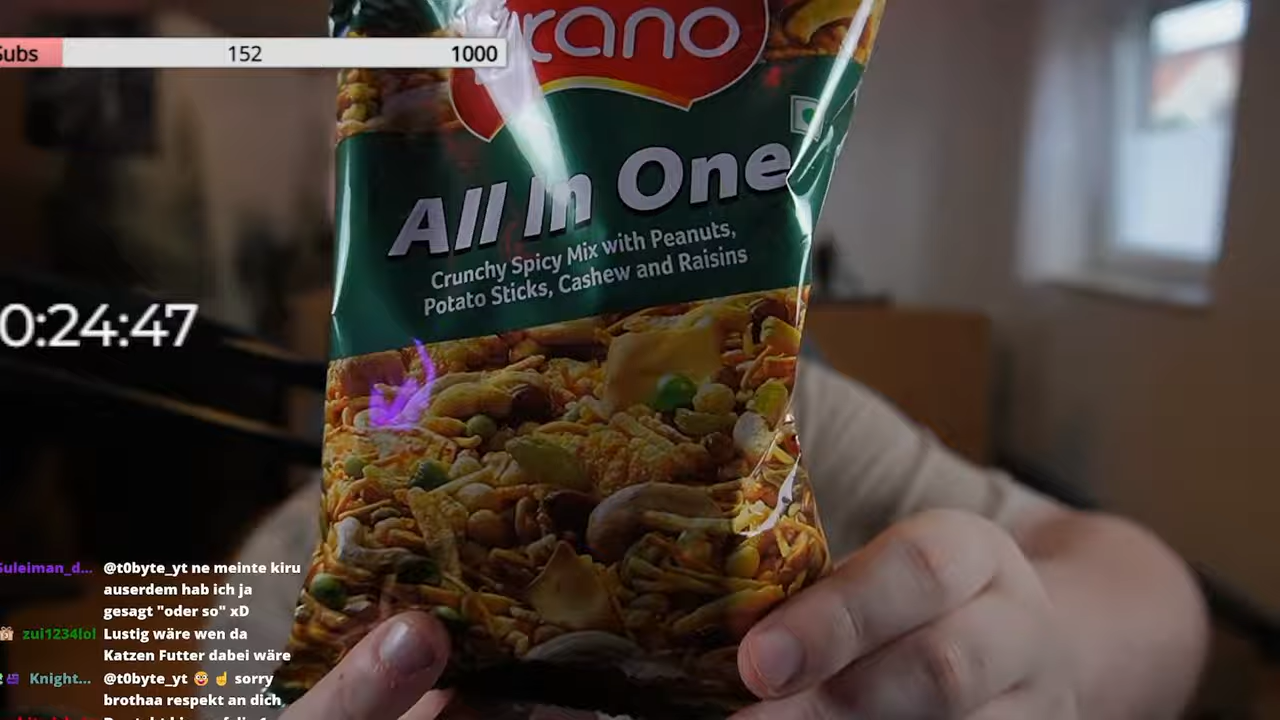 Subs 152 1000
rano
All In One
Crunchy Spicy Mix with Peanuts,
Potato Sticks, Cashew and Raisins
0:24:47
Suleiman_d... @t0byte_yt ne meinte kiru
auserdem hab ich ja
gesagt "oder so" xD
zui1234lol Lustig wäre wen da
Katzen Futter dabei wäre
Knight... @t0byte_yt 🤡 ☝ sorry
brothaa respekt an dich